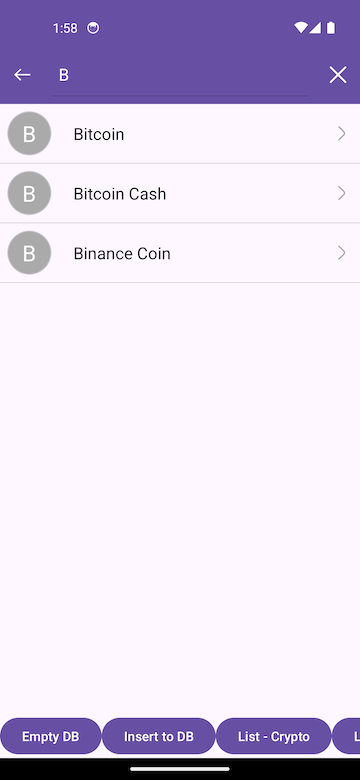 1:58
B
B Bitcoin
B Bitcoin Cash
B Binance Coin
Empty DB Insert to DB List - Crypto L